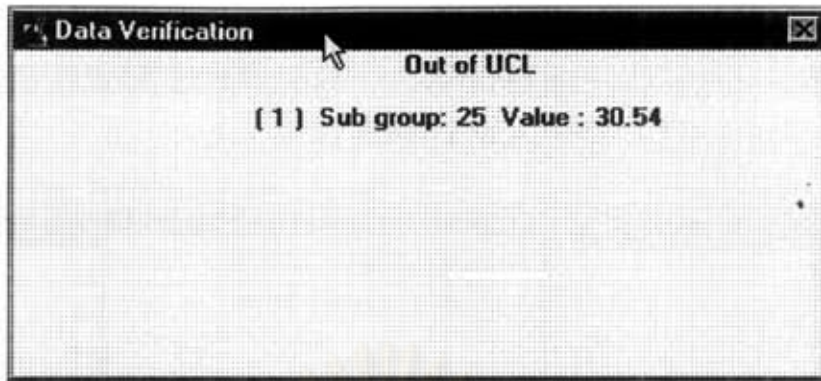 Data Verification
Out of UCL
( 1 ) Sub group: 25 Value : 30.54